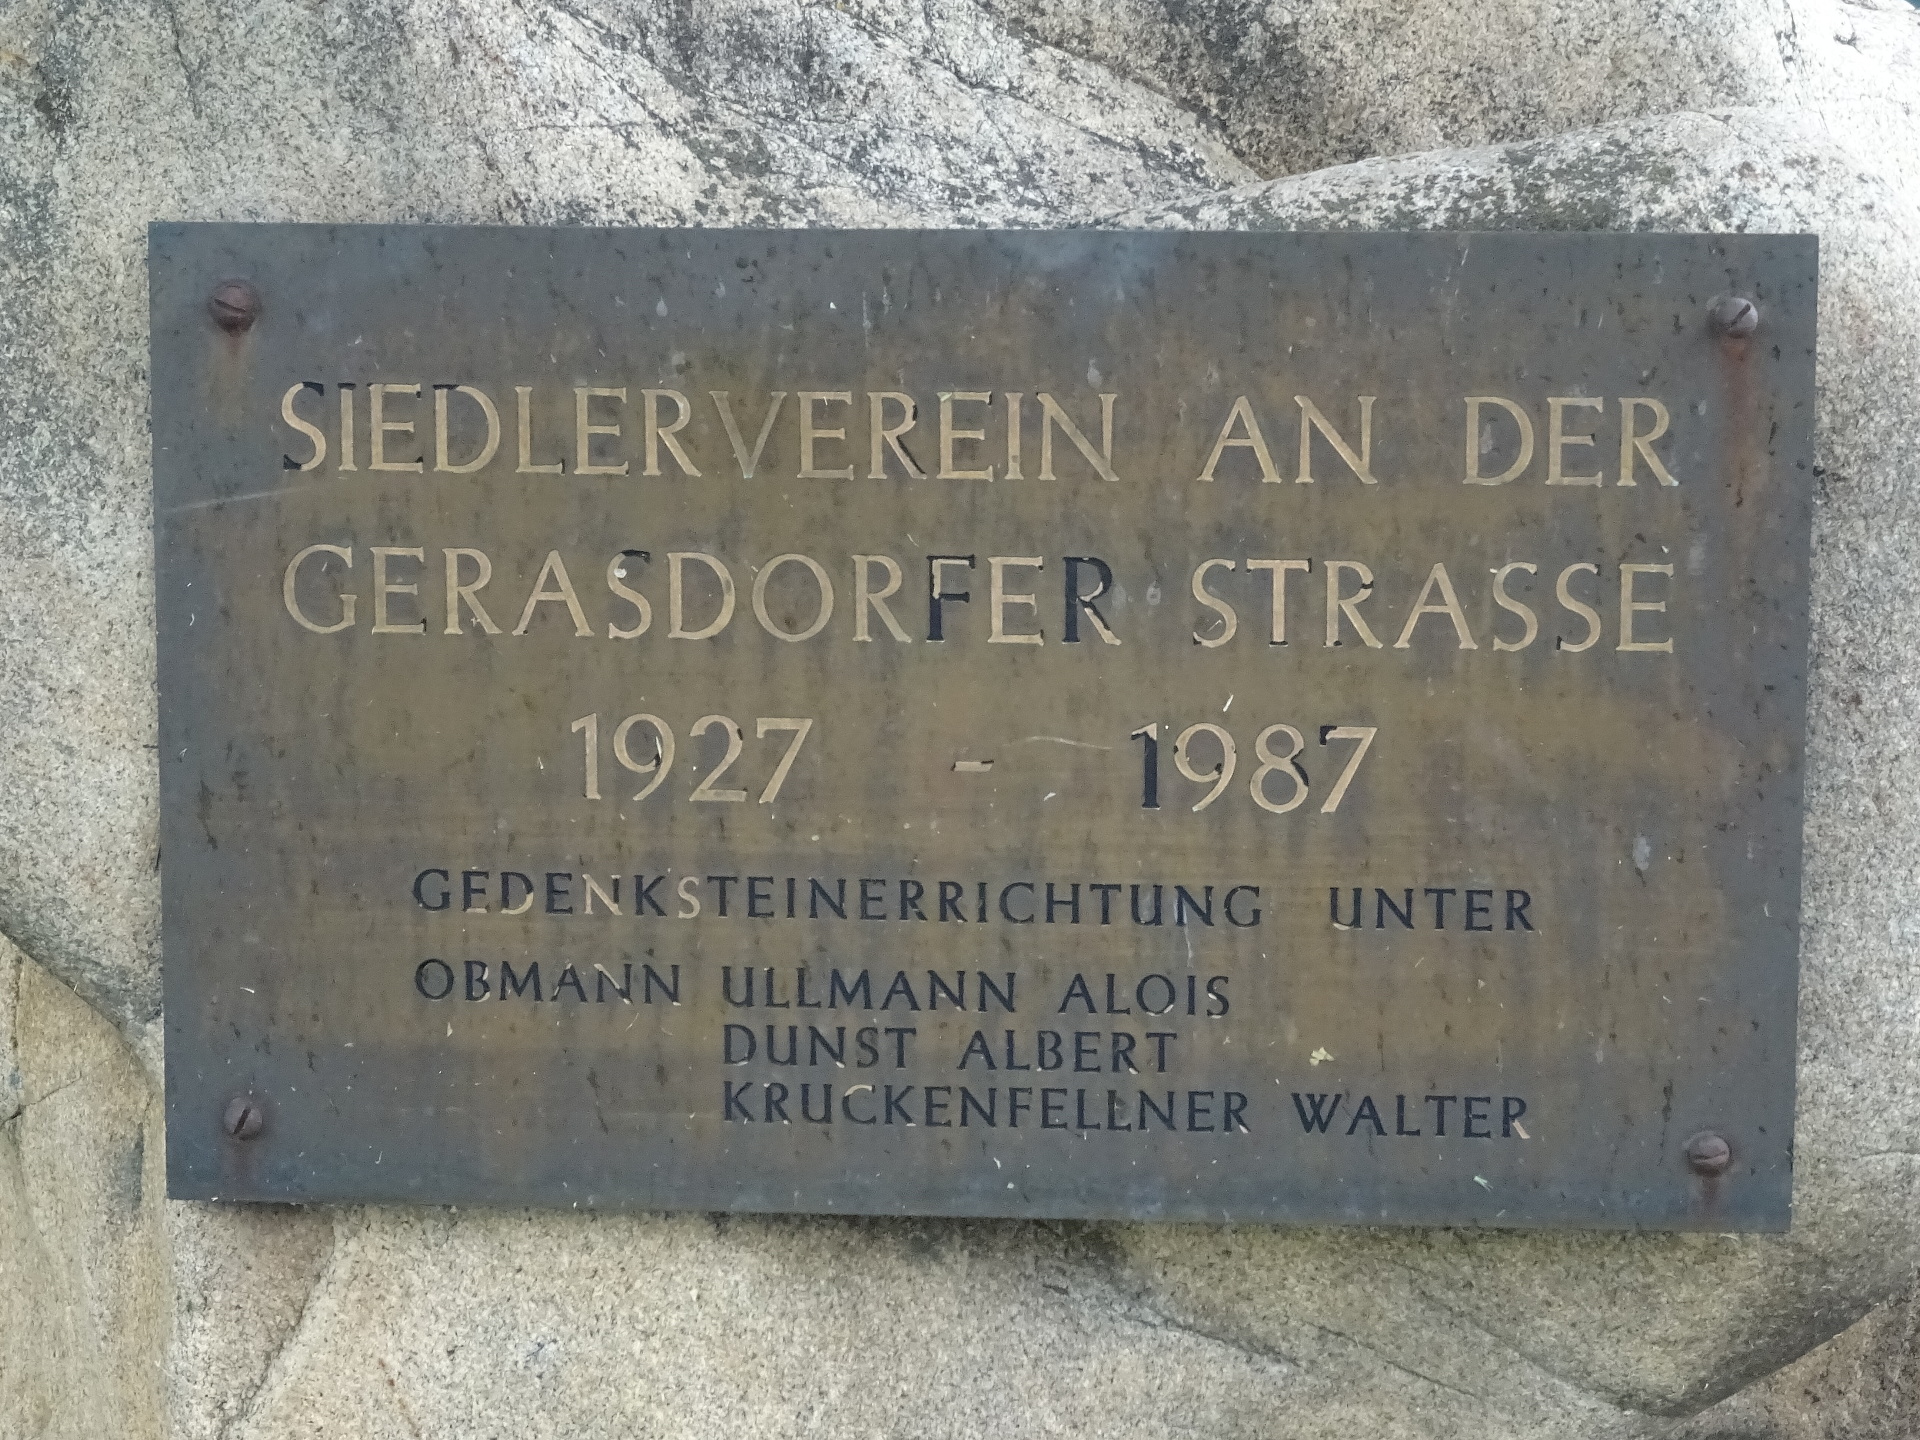 SIEDLERVEREIN AN DER
GERASDORFER STRASSE
1927 - 1987
GEDENKSTEINERRICHTUNG UNTER
OBMANN ULLMANN ALOIS
DUNST ALBERT
KRUCKENFELLNER WALTER